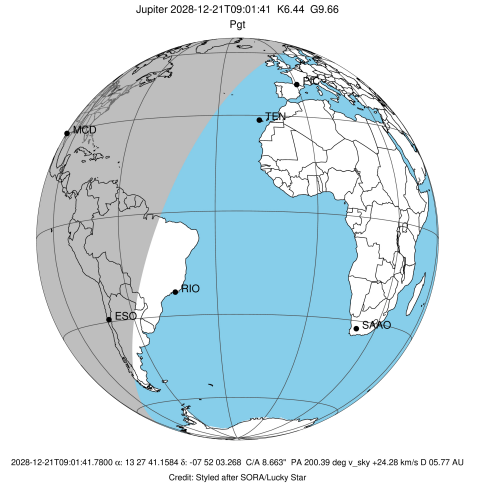 Jupiter 2028-12-21T09:01:41  K6.44  G9.66
Pgt
PIC
TEN
MCD
RIO
ESO
SAAO
2028-12-21T09:01:41.7800 α: 13 27 41.1584 δ: -07 52 03.268  C/A 8.663"  PA 200.39 deg v_sky +24.28 km/s D 05.77 AU
Credit: Styled after SORA/Lucky Star